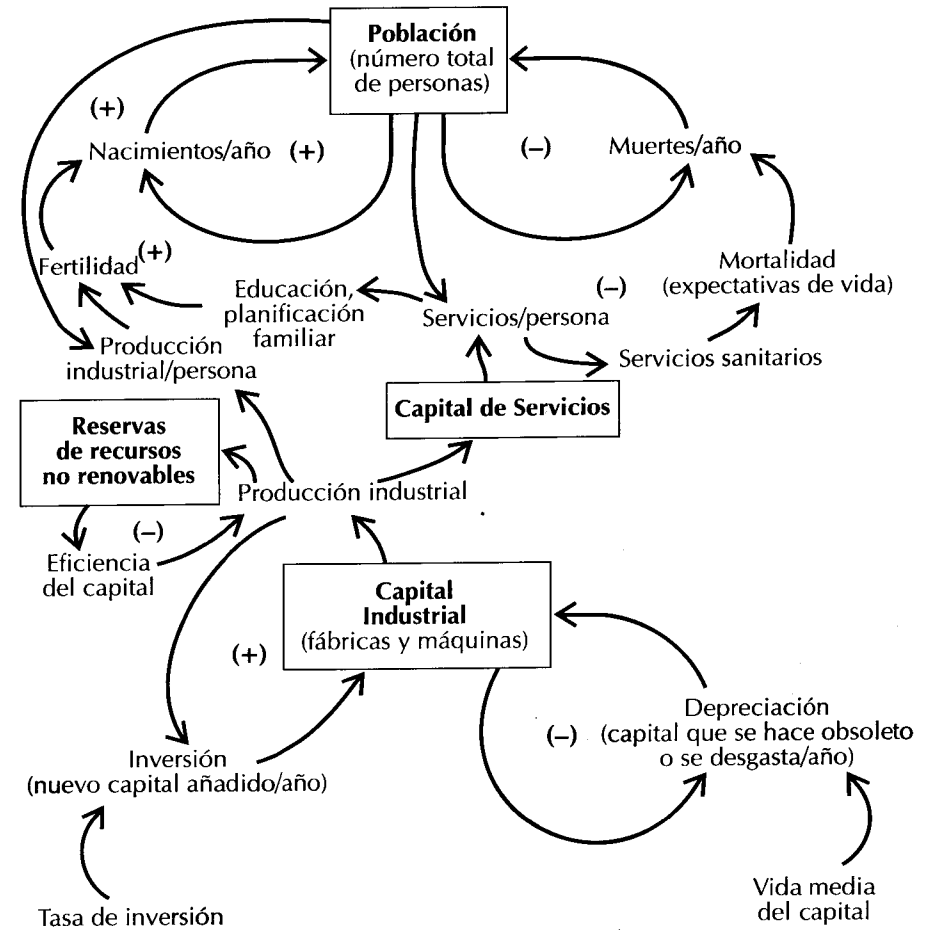 Población
(número total
de personas)
(+)
Nacimientos/año
(+)
(–)
Muertes/año
Fertilidad
(+)
Educación,
planificación
familiar
(–)
Mortalidad
(expectativas de vida)
Servicios/persona
Producción
industrial/persona
Servicios sanitarios
Capital de Servicios
Reservas
de recursos
no renovables
Producción industrial
(–)
Eficiencia
del capital
Capital
Industrial
(fábricas y máquinas)
(+)
Depreciación
(–)
(capital que se hace obsoleto
o se desgasta/año)
Inversión
(nuevo capital añadido/año)
Vida media
del capital
Tasa de inversión